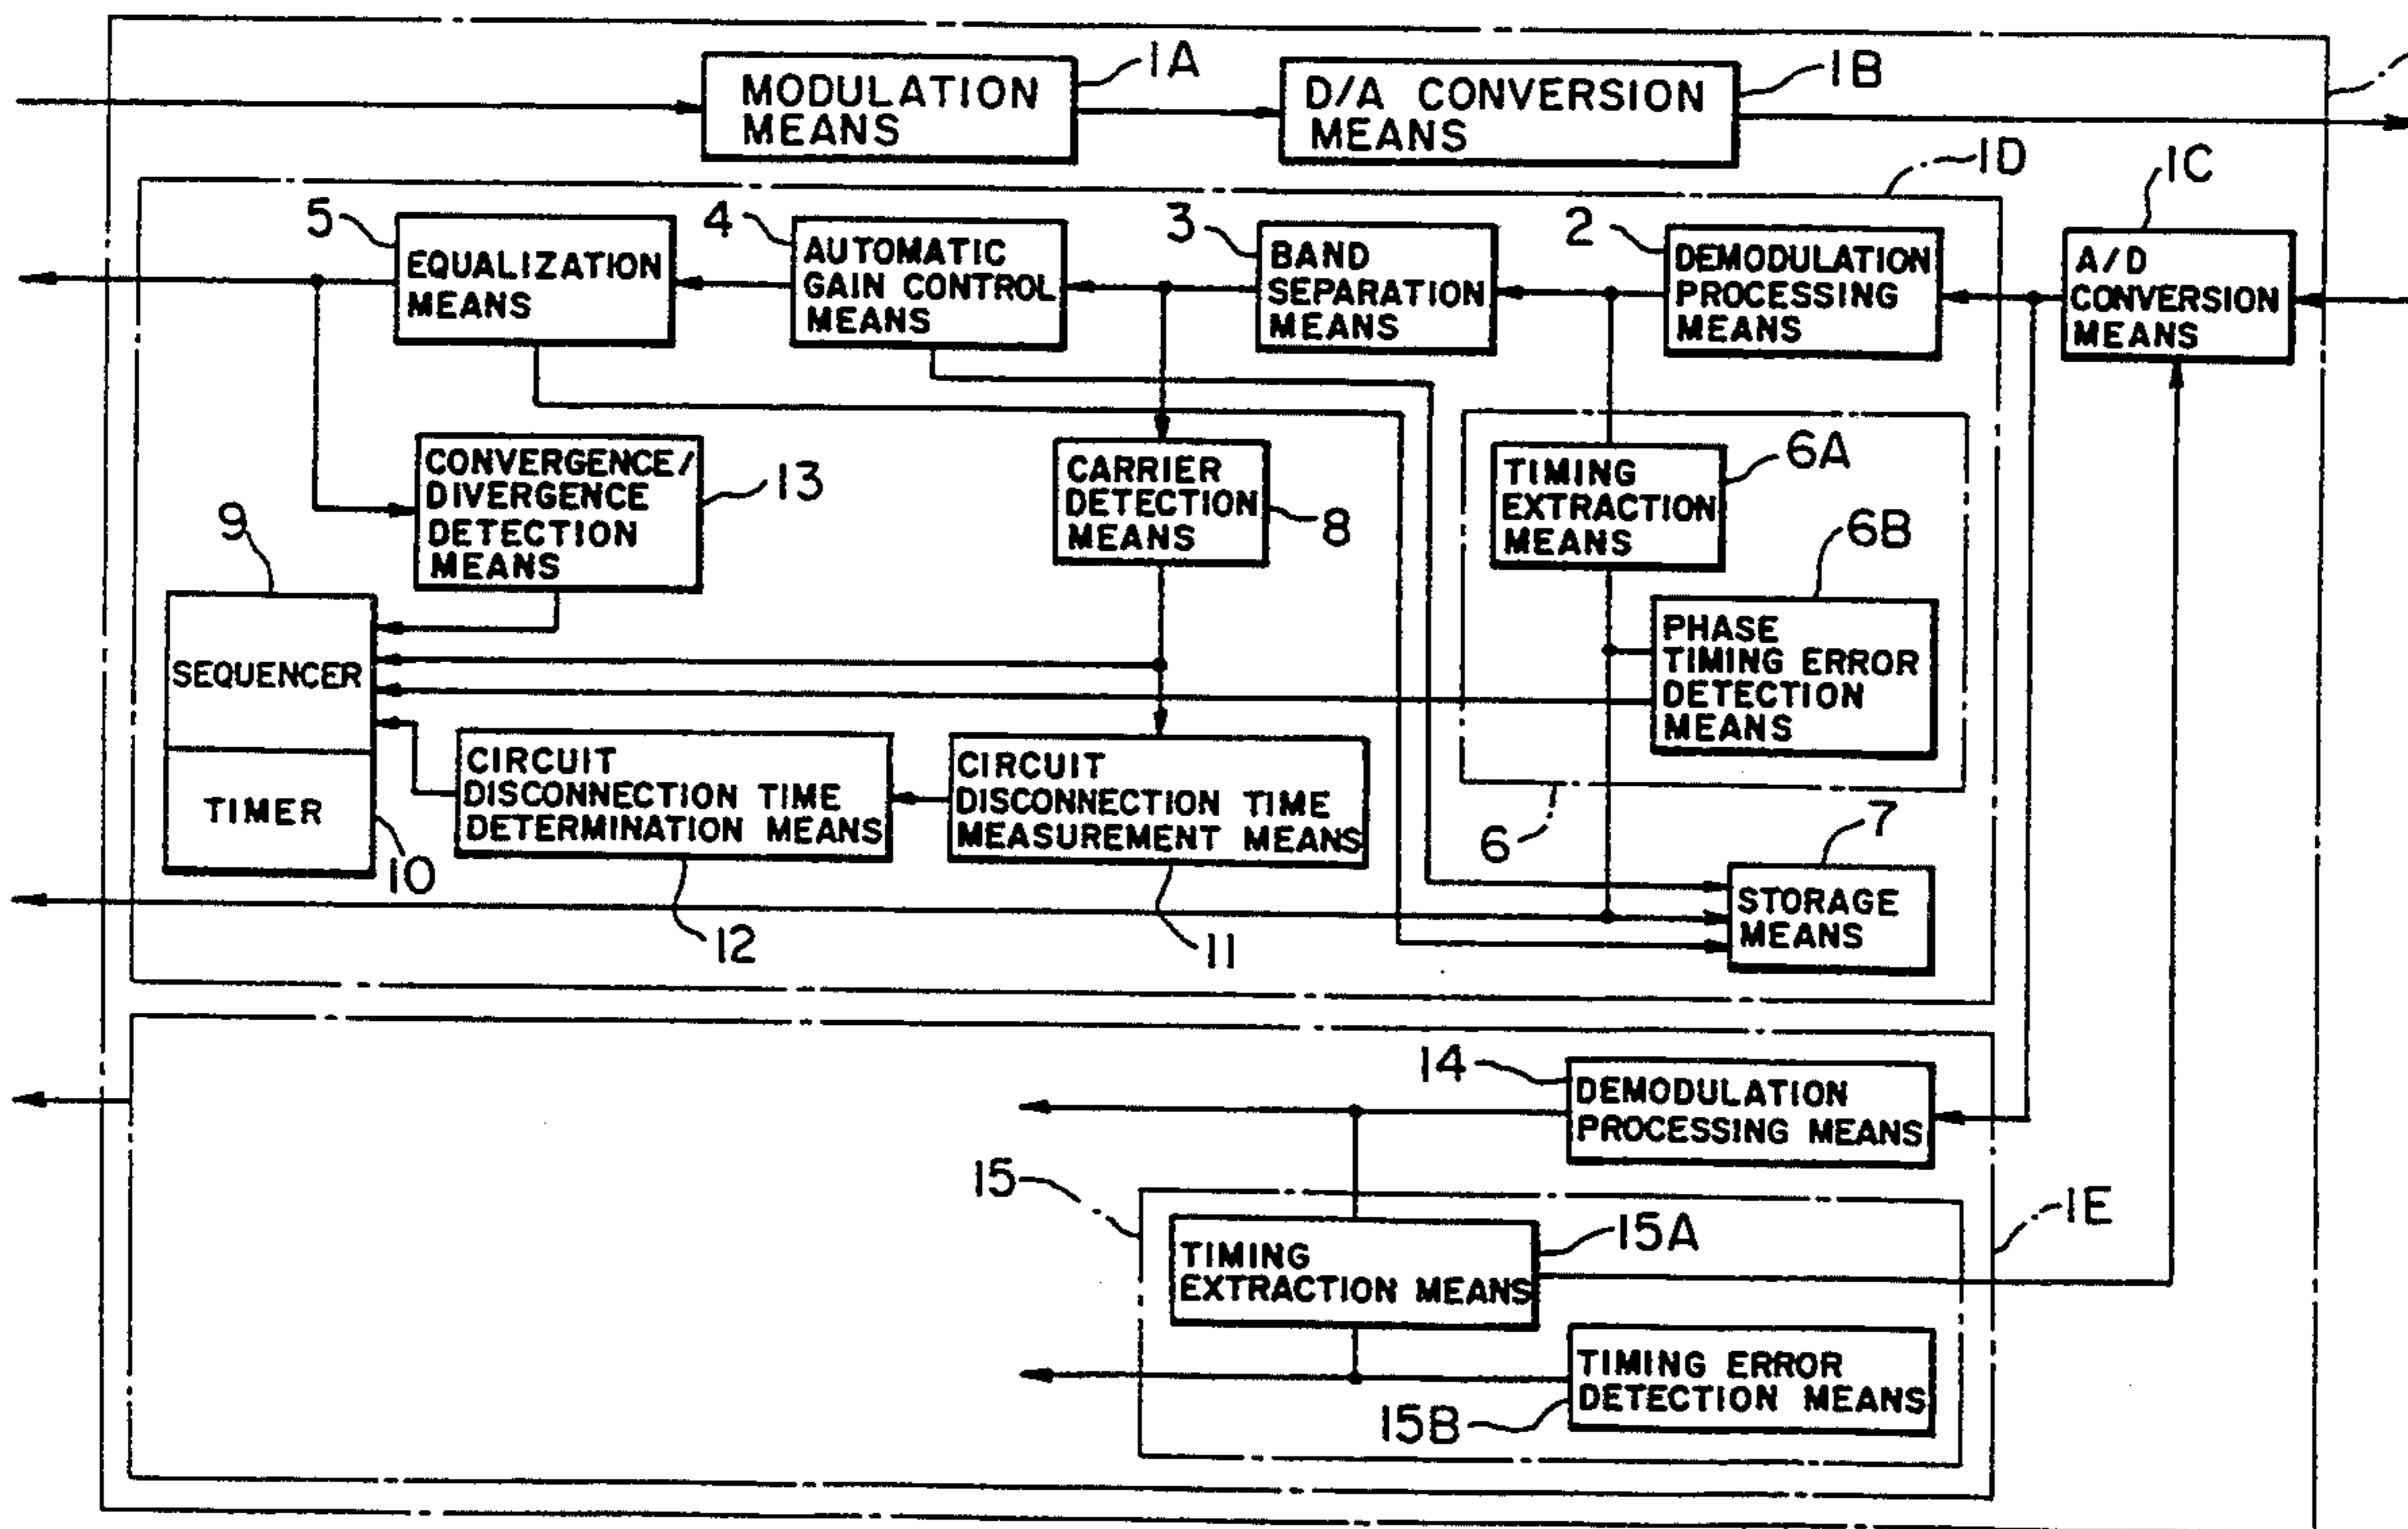 1A
MODULATION
MEANS
1B
D/A CONVERSION
MEANS
1D
1C
5
EQUALIZATION
MEANS
4
AUTOMATIC
GAIN CONTROL
MEANS
3
BAND
SEPARATION
MEANS
2
DEMODULATION
PROCESSING
MEANS
A/D
CONVERSION
MEANS
CONVERGENCE/
DIVERGENCE
DETECTION
MEANS
13
CARRIER
DETECTION
MEANS
8
TIMING
EXTRACTION
MEANS
6A
6B
PHASE
TIMING ERROR
DETECTION
MEANS
9
SEQUENCER
TIMER
10
CIRCUIT
DISCONNECTION TIME
DETERMINATION MEANS
12
CIRCUIT
DISCONNECTION TIME
MEASUREMENT MEANS
11
6
7
STORAGE
MEANS
14
DEMODULATION
PROCESSING MEANS
15
15A
TIMING
EXTRACTION MEANS
1E
TIMING ERROR
DETECTION MEANS
15B